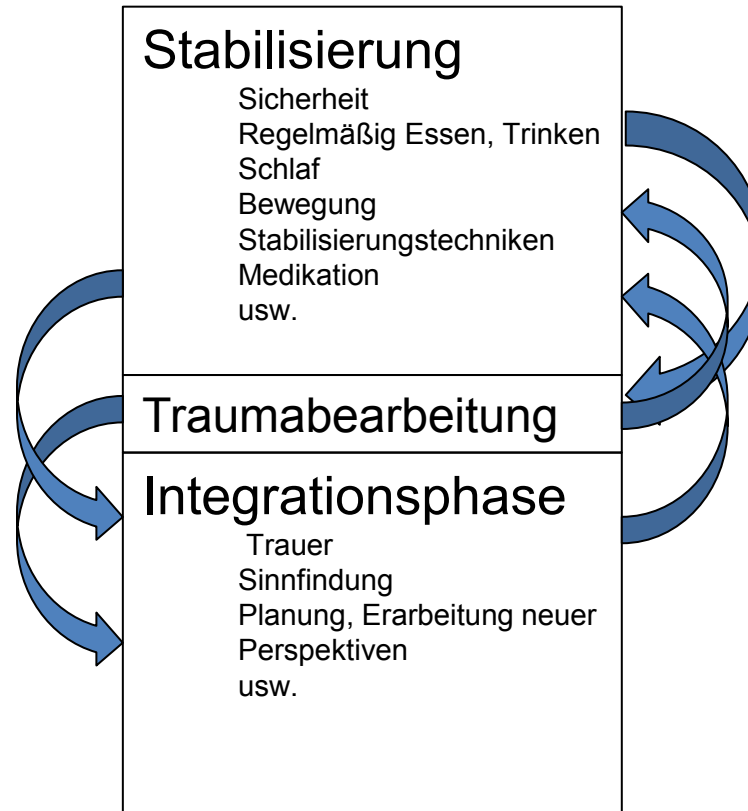 Stabilisierung
Sicherheit
Regelmäßig Essen, Trinken
Schlaf
Bewegung
Stabilisierungstechniken
Medikation
usw.
Traumabearbeitung
Integrationsphase
Trauer
Sinnfindung
Planung, Erarbeitung neuer
Perspektiven
usw.